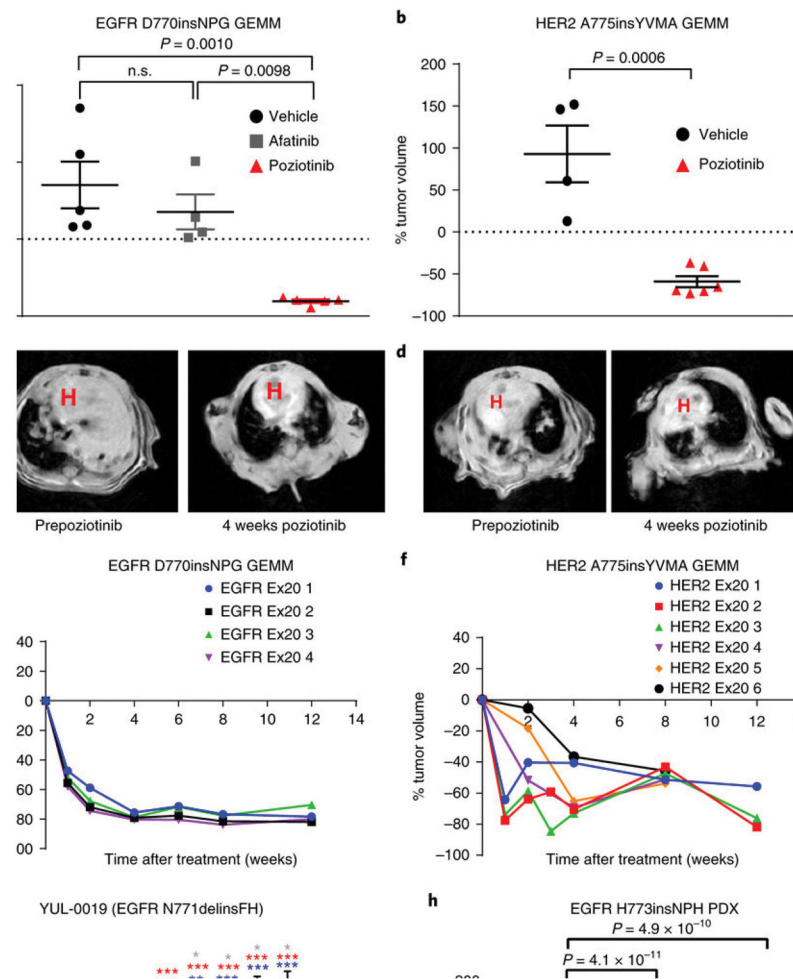 EGFR D770insNPG GEMM
P = 0.0010
n.s.
P = 0.0098
Vehicle
Afatinib
Poziotinib
b
HER2 A775insYVMA GEMM
P = 0.0006
200
150
100
50
0
−50
−100
% tumor volume
Vehicle
Poziotinib
H
H
Prepoziotinib
4 weeks poziotinib
d
H
H
Prepoziotinib
4 weeks poziotinib
EGFR D770insNPG GEMM
EGFR Ex20 1
EGFR Ex20 2
EGFR Ex20 3
EGFR Ex20 4
40
20
0
20
40
60
80
00
2 4 6 8 10 12 14
Time after treatment (weeks)
f
HER2 A775insYVMA GEMM
HER2 Ex20 1
HER2 Ex20 2
HER2 Ex20 3
HER2 Ex20 4
HER2 Ex20 5
HER2 Ex20 6
40
20
0
−20
−40
−60
−80
−100
% tumor volume
2 4 6 8 10 12
Time after treatment (weeks)
YUL-0019 (EGFR N771delinsFH)
h
EGFR H773insNPH PDX
P = 4.9 × 10⁻¹⁰
P = 4.1 × 10⁻¹¹